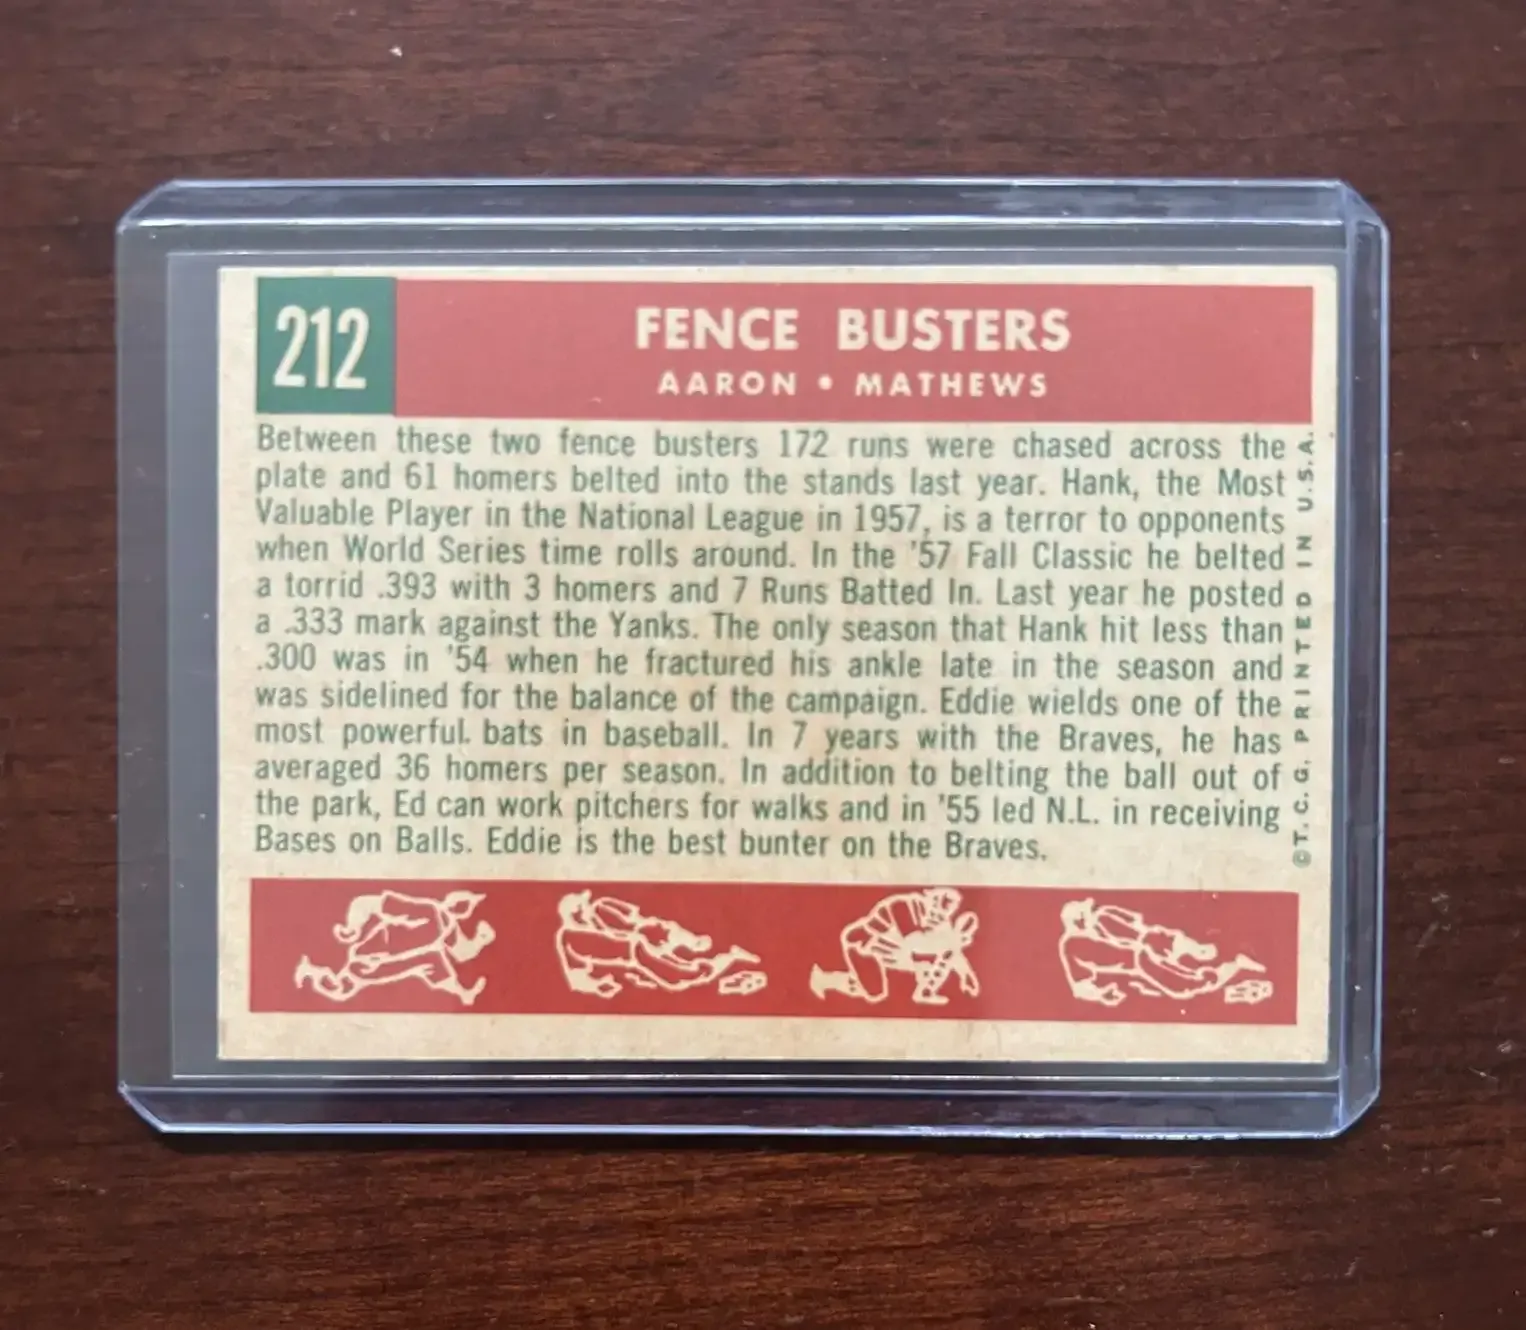 212
FENCE BUSTERS
AARON • MATHEWS
Between these two fence busters 172 runs were chased across the
plate and 61 homers belted into the stands last year. Hank, the Most
Valuable Player in the National League in 1957, is a terror to opponents
when World Series time rolls around. In the '57 Fall Classic he belted
a torrid .393 with 3 homers and 7 Runs Batted In. Last year he posted
a .333 mark against the Yanks. The only season that Hank hit less than
.300 was in '54 when he fractured his ankle late in the season and
was sidelined for the balance of the campaign. Eddie wields one of the
most powerful. bats in baseball. In 7 years with the Braves, he has
averaged 36 homers per season. In addition to belting the ball out of
the park, Ed can work pitchers for walks and in '55 led N.L. in receiving
Bases on Balls. Eddie is the best bunter on the Braves.
©T.C.G. PRINTED IN U.S.A.